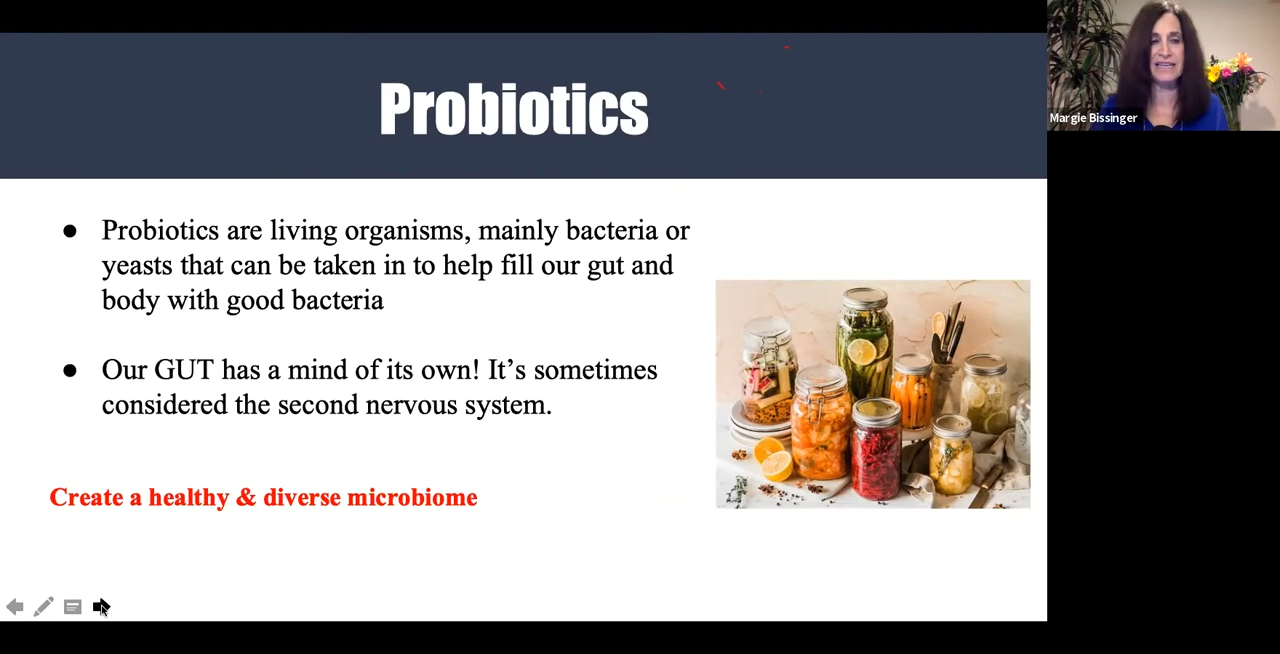 Probiotics
Margie Bissinger
● Probiotics are living organisms, mainly bacteria or
yeasts that can be taken in to help fill our gut and
body with good bacteria
● Our GUT has a mind of its own! It’s sometimes
considered the second nervous system.
Create a healthy & diverse microbiome